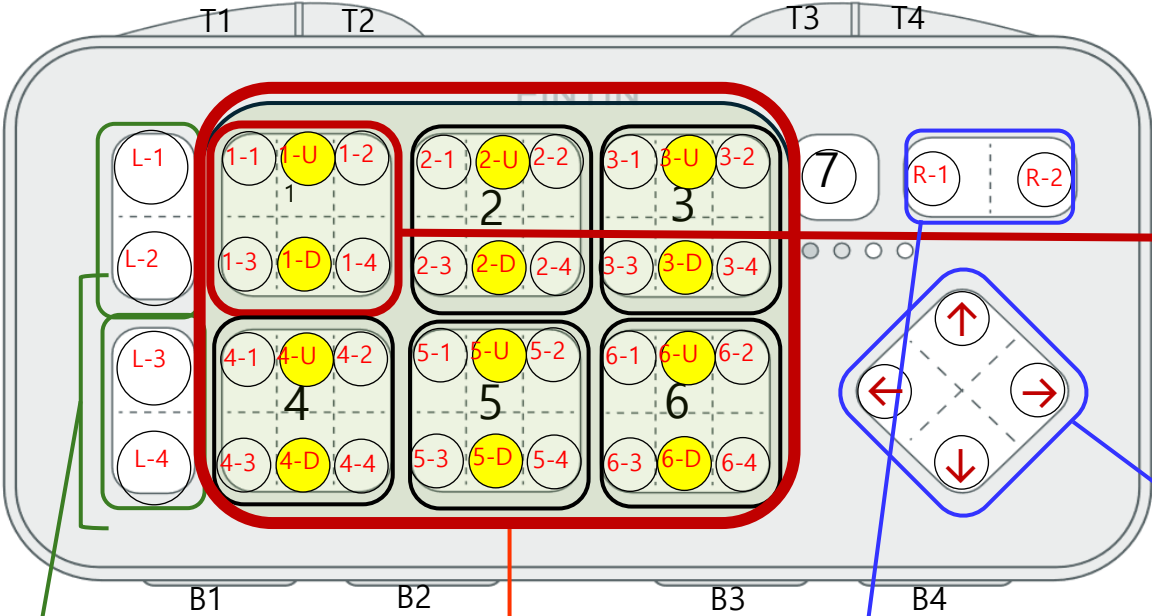 T1 T2 T3 T4
FINTIN
L-1 1-1 1-U 1-2 2-1 2-U 2-2 3-1 3-U 3-2 7 R-1 R-2
1 2 3
L-2 1-3 1-D 1-4 2-3 2-D 2-4 3-3 3-D 3-4
↑
L-3 4-1 4-U 4-2 5-1 5-U 5-2 6-1 6-U 6-2
4 5 6 ← →
L-4 4-3 4-D 4-4 5-3 5-D 5-4 6-3 6-D 6-4 ↓
B1 B2 B3 B4